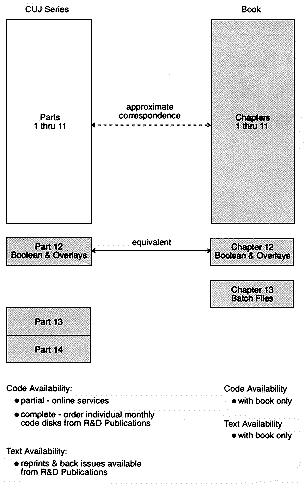 CUJ Series
Book
Parts
1 thru 11
approximate
correspondence
Chapters
1 thru 11
Part 12
Boolean & Overlays
equivalent
Chapter 12
Boolean & Overlays
Chapter 13
Batch Files
Part 13
Part 14
Code Availability:
● partial - online services
● complete - order individual monthly
code disks from R&D Publications
Text Availability:
● reprints & back issues available
from R&D Publications
Code Availability
● with book only
Text Availability
● with book only